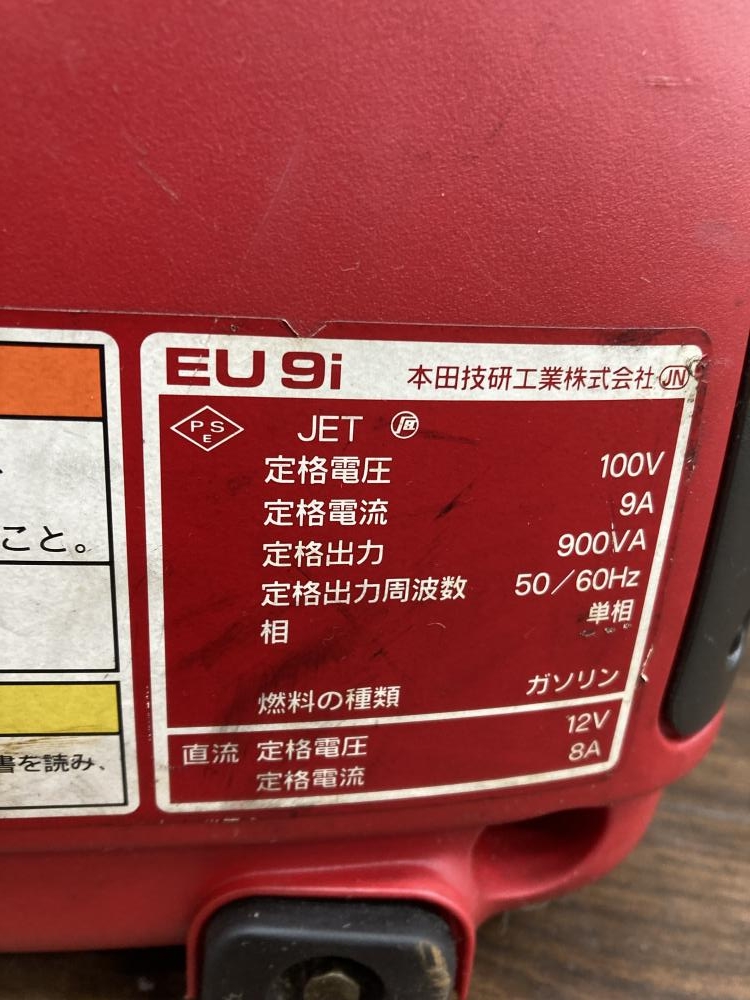 EU 9i 本田技研工業株式会社 JN
PSE JET
定格電圧 100V
定格電流 9A
定格出力 900VA
定格出力周波数 50/60Hz
相 単相
燃料の種類 ガソリン
直流 定格電圧 12V
定格電流 8A
こと。
書を読み、